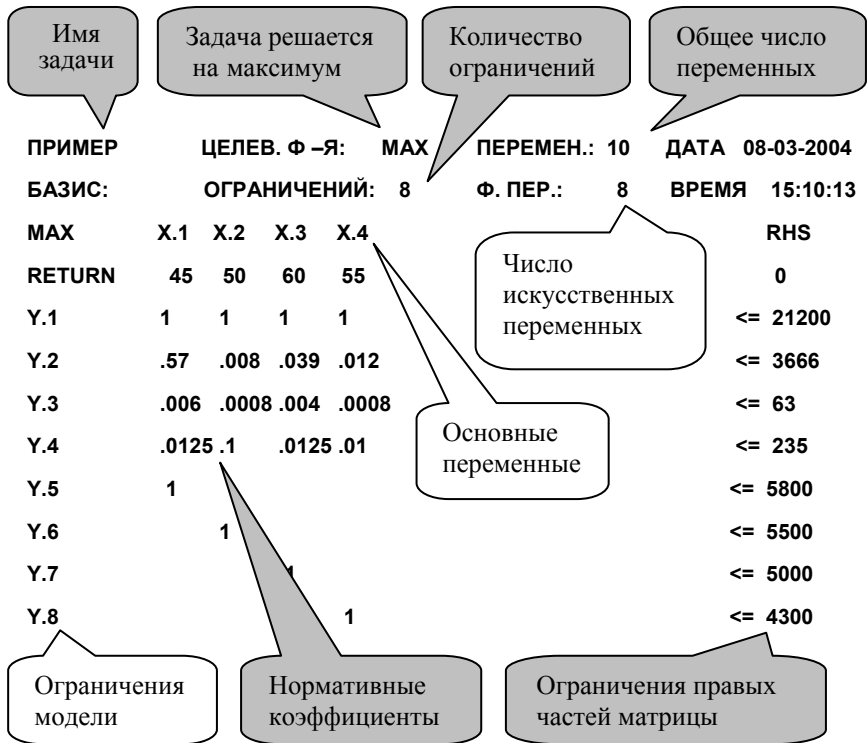 Имя
задачи
Задача решается
на максимум
Количество
ограничений
Общее число
переменных
ПРИМЕР ЦЕЛЕВ. Ф –Я: MAX ПЕРЕМЕН.: 10 ДАТА 08-03-2004
БАЗИС: ОГРАНИЧЕНИЙ: 8 Ф. ПЕР.: 8 ВРЕМЯ 15:10:13
MAX X.1 X.2 X.3 X.4 RHS
RETURN 45 50 60 55 0
Число
искусственных
переменных
Y.1 1 1 1 1 <= 21200
Y.2 .57 .008 .039 .012 <= 3666
Y.3 .006 .0008 .004 .0008 <= 63
Y.4 .0125 .1 .0125 .01 <= 235
Основные
переменные
Y.5 1 <= 5800
Y.6 1 <= 5500
Y.7 1 <= 5000
Y.8 1 <= 4300
Ограничения
модели
Нормативные
коэффициенты
Ограничения правых
частей матрицы